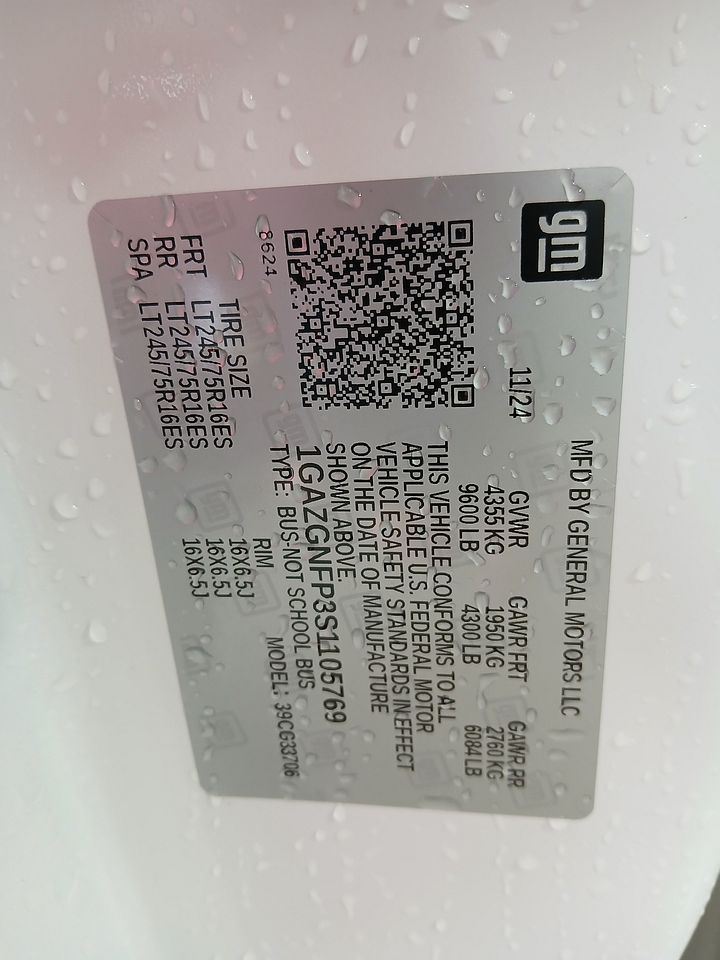 gm
MFD BY GENERAL MOTORS LLC
11/24
GVWR GAWR FRT GAWR RR
4355 KG 1950 KG 2760 KG
9600 LB 4300 LB 6084 LB
THIS VEHICLE CONFORMS TO ALL
APPLICABLE U.S. FEDERAL MOTOR
VEHICLE SAFETY STANDARDS IN EFFECT
ON THE DATE OF MANUFACTURE
SHOWN ABOVE.
1GAZGNFP3S1105769
TYPE: BUS-NOT SCHOOL BUS
MODEL: 39CG33706
8624
TIRE SIZE RIM
FRT LT245/75R16ES 16X6.5J
RR LT245/75R16ES 16X6.5J
SPA LT245/75R16ES 16X6.5J